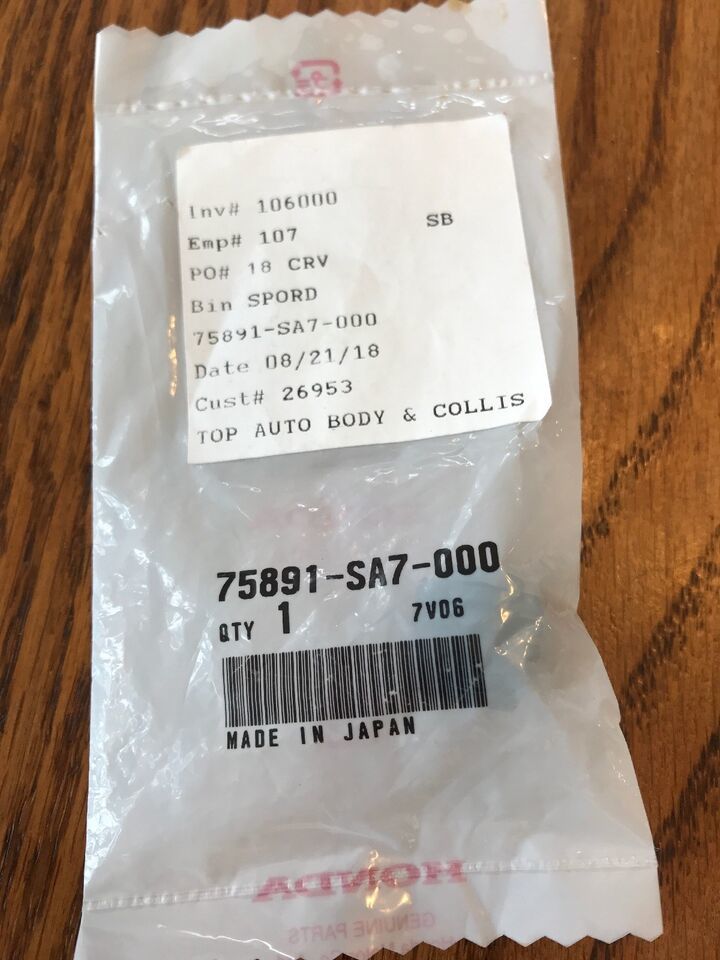 Inv# 106000
Emp# 107 SB
PO# 18 CRV
Bin SPORD
75891-SA7-000
Date 08/21/18
Cust# 26953
TOP AUTO BODY & COLLIS
75891-SA7-000
QTY 1 7V06
MADE IN JAPAN
HONDA
GENUINE PARTS